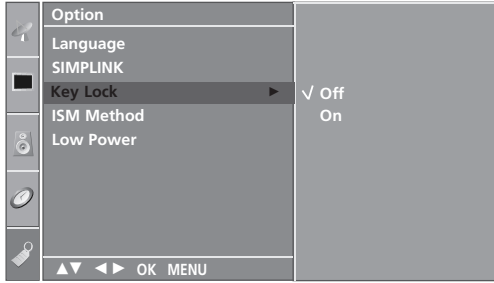 Option
Language
SIMPLINK
Key Lock ►
√ Off
On
ISM Method
Low Power
▲▼ ◄► OK MENU